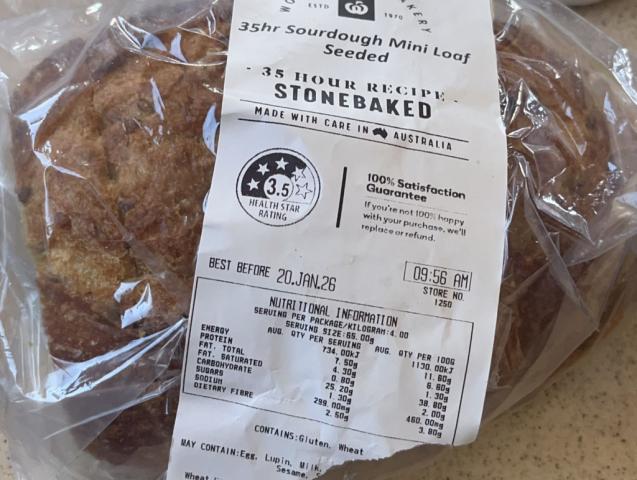 ESTD
1970
BAKERY
35hr Sourdough Mini Loaf
Seeded
- 35 HOUR RECIPE -
STONEBAKED
MADE WITH CARE IN AUSTRALIA
3.5
HEALTH STAR
RATING
100% Satisfaction
Guarantee
If you're not 100% happy
with your purchase, we'll
replace or refund.
BEST BEFORE 20.JAN.26
09:56 AM
STORE NO.
1250
NUTRITIONAL INFORMATION
SERVING PER PACKAGE/KILOGRAM:4.00
SERVING SIZE:65.00g
AVG. QTY PER SERVING AVG. QTY PER 100G
ENERGY 734.00kJ 1130.00kJ
PROTEIN 7.50g 11.60g
FAT. TOTAL 4.30g 6.60g
FAT. SATURATED 0.80g 1.30g
CARBOHYDRATE 25.20g 38.80g
SUGARS 1.30g 2.00g
SODIUM 299.00mg 460.00mg
DIETARY FIBRE 2.50g 3.80g
CONTAINS:Gluten, Wheat
MAY CONTAIN:Egg, Lupin, Milk,
Sesame,
Wheat